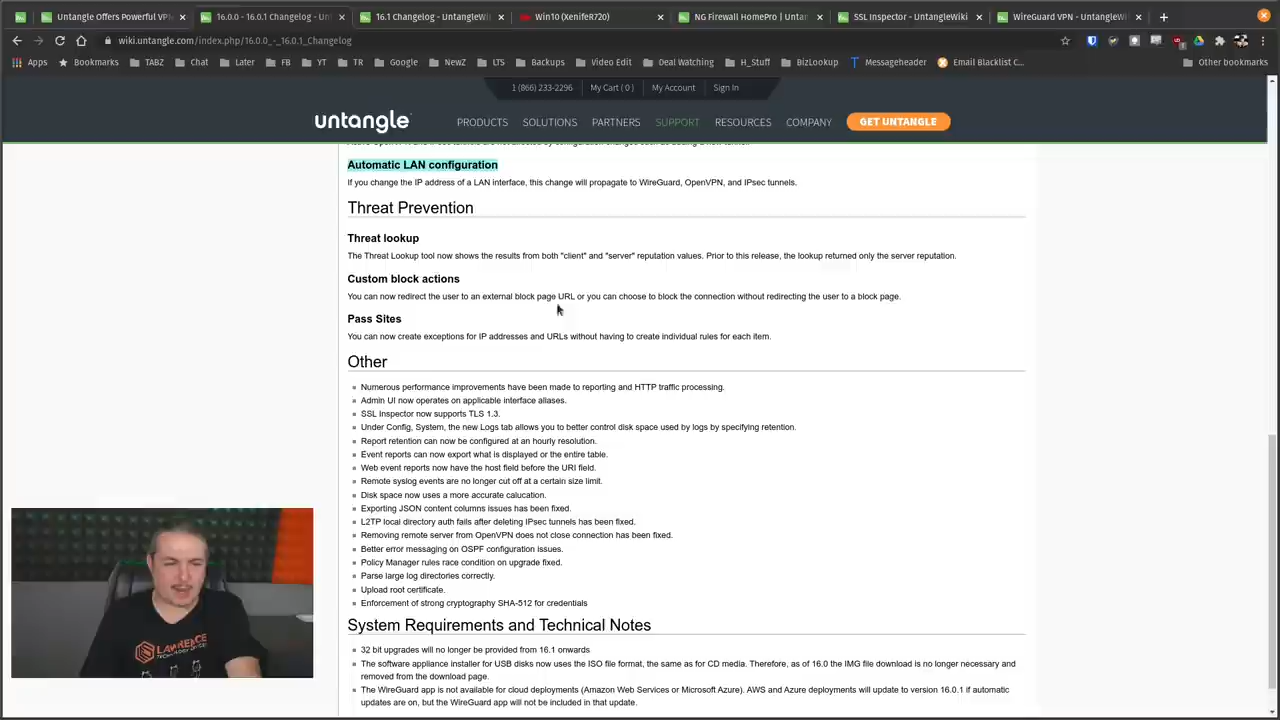 Untangle Offers Powerful VP
16.0.0 - 16.0.1 Changelog - Un
16.1 Changelog - UntangleWi
Win10 (XenifeR720)
NG Firewall HomePro | Untan
SSL Inspector - UntangleWiki
WireGuard VPN - UntangleWi
wiki.untangle.com/index.php/16.0.0_-_16.0.1_Changelog
Apps Bookmarks TABZ Chat Later FB YT TR Google NewZ LTS Backups Video Edit Deal Watching H_Stuff BizLookup Messageheader Email Blacklist C... Other bookmarks
1 (866) 233-2296 My Cart ( 0 ) My Account Sign In
untangle PRODUCTS SOLUTIONS PARTNERS SUPPORT RESOURCES COMPANY GET UNTANGLE
Automatic LAN configuration
If you change the IP address of a LAN interface, this change will propagate to WireGuard, OpenVPN, and IPsec tunnels.
Threat Prevention
Threat lookup
The Threat Lookup tool now shows the results from both "client" and "server" reputation values. Prior to this release, the lookup returned only the server reputation.
Custom block actions
You can now redirect the user to an external block page URL or you can choose to block the connection without redirecting the user to a block page.
Pass Sites
You can now create exceptions for IP addresses and URLs without having to create individual rules for each item.
Other
Numerous performance improvements have been made to reporting and HTTP traffic processing.
Admin UI now operates on applicable interface aliases.
SSL Inspector now supports TLS 1.3.
Under Config, System, the new Logs tab allows you to better control disk space used by logs by specifying retention.
Report retention can now be configured at an hourly resolution.
Event reports can now export what is displayed or the entire table.
Web event reports now have the host field before the URI field.
Remote syslog events are no longer cut off at a certain size limit.
Disk space now uses a more accurate calucation.
Exporting JSON content columns issues has been fixed.
L2TP local directory auth fails after deleting IPsec tunnels has been fixed.
Removing remote server from OpenVPN does not close connection has been fixed.
Better error messaging on OSPF configuration issues.
Policy Manager rules race condition on upgrade fixed.
Parse large log directories correctly.
Upload root certificate.
Enforcement of strong cryptography SHA-512 for credentials
System Requirements and Technical Notes
32 bit upgrades will no longer be provided from 16.1 onwards
The software appliance installer for USB disks now uses the ISO file format, the same as for CD media. Therefore, as of 16.0 the IMG file download is no longer necessary and
removed from the download page.
The WireGuard app is not available for cloud deployments (Amazon Web Services or Microsoft Azure). AWS and Azure deployments will update to version 16.0.1 if automatic
updates are on, but the WireGuard app will not be included in that update.
LAWRENCE